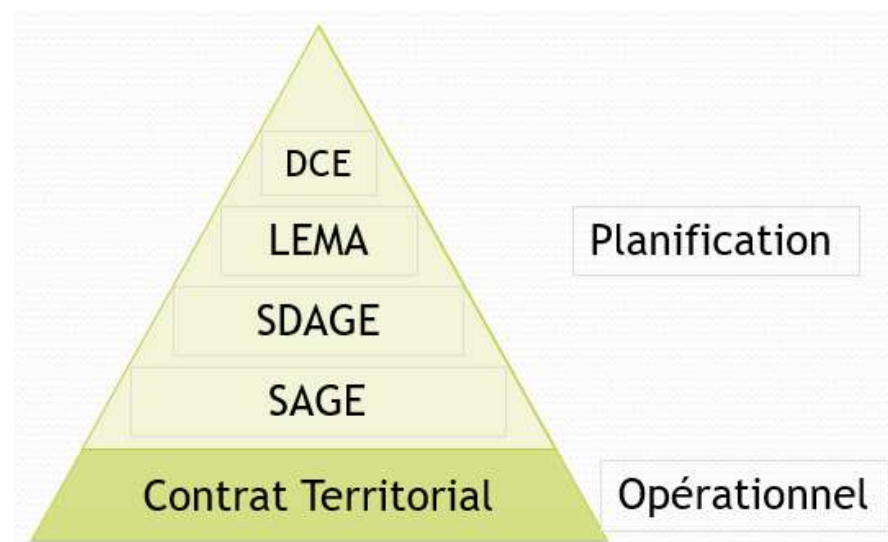 DCE
LEMA
Planification
SDAGE
SAGE
Contrat Territorial
Opérationnel